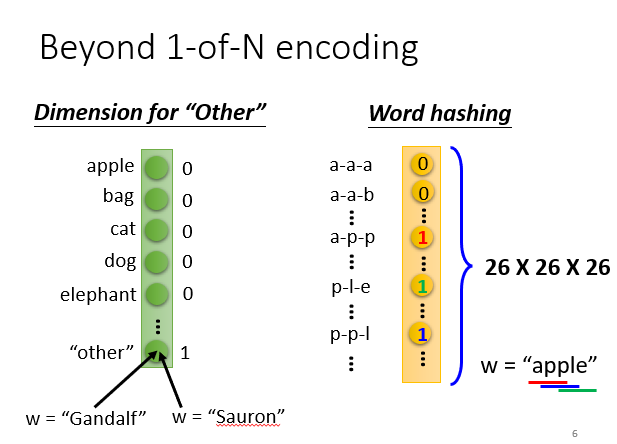 Beyond 1-of-N encoding
Dimension for “Other”
apple 0
bag 0
cat 0
dog 0
elephant 0
“other” 1
w = “Gandalf” w = “Sauron”
Word hashing
a-a-a 0
a-a-b 0
a-p-p 1
p-l-e 1
p-p-l 1
26 X 26 X 26
w = “apple”
6